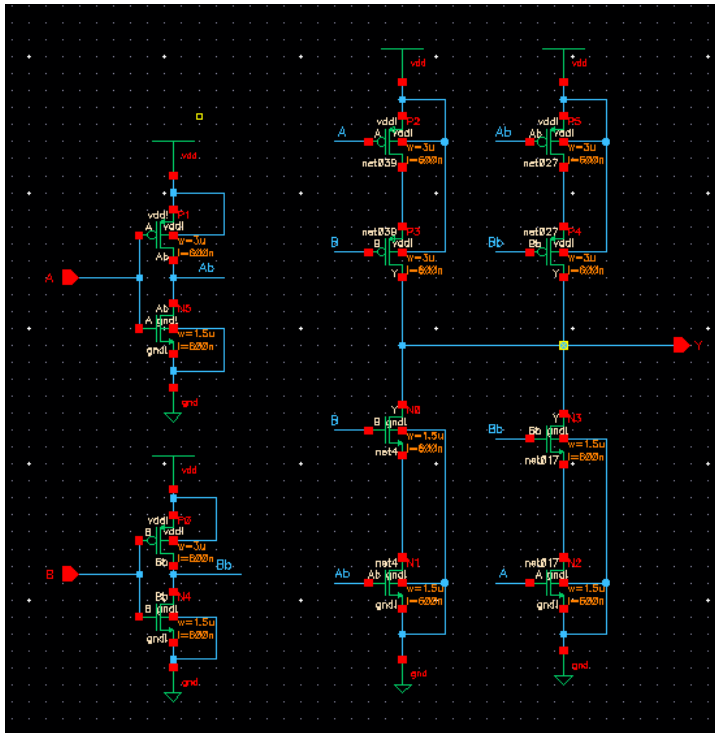 vdd
vdd
A
vdd!
P2
A
vdd!
w=3u
net039
l=600n
Ab
vdd!
P5
Ab
vdd!
w=3u
net027
l=600n
vdd
vdd!
P1
A
vdd!
w=3u
l=600n
Ab
A
Ab
Ab
N5
A
gnd!
w=1.5u
gnd!
l=600n
gnd
B
net039
P3
B
vdd!
w=3u
l=600n
Y
Bb
net027
P4
Bb
vdd!
w=3u
l=600n
Y
Y
B
Y
N0
B
gnd!
w=1.5u
l=600n
net4
Bb
N3
Bb
gnd!
w=1.5u
l=600n
net017
vdd
vdd!
B
vdd!
w=3u
l=600n
Bb
B
Bb
Bb
N4
B
gnd!
w=1.5u
gnd!
l=600n
gnd
Ab
net4
N1
Ab
gnd!
w=1.5u
l=600n
gnd!
gnd
A
net017
N2
A
gnd!
w=1.5u
l=600n
gnd!
gnd